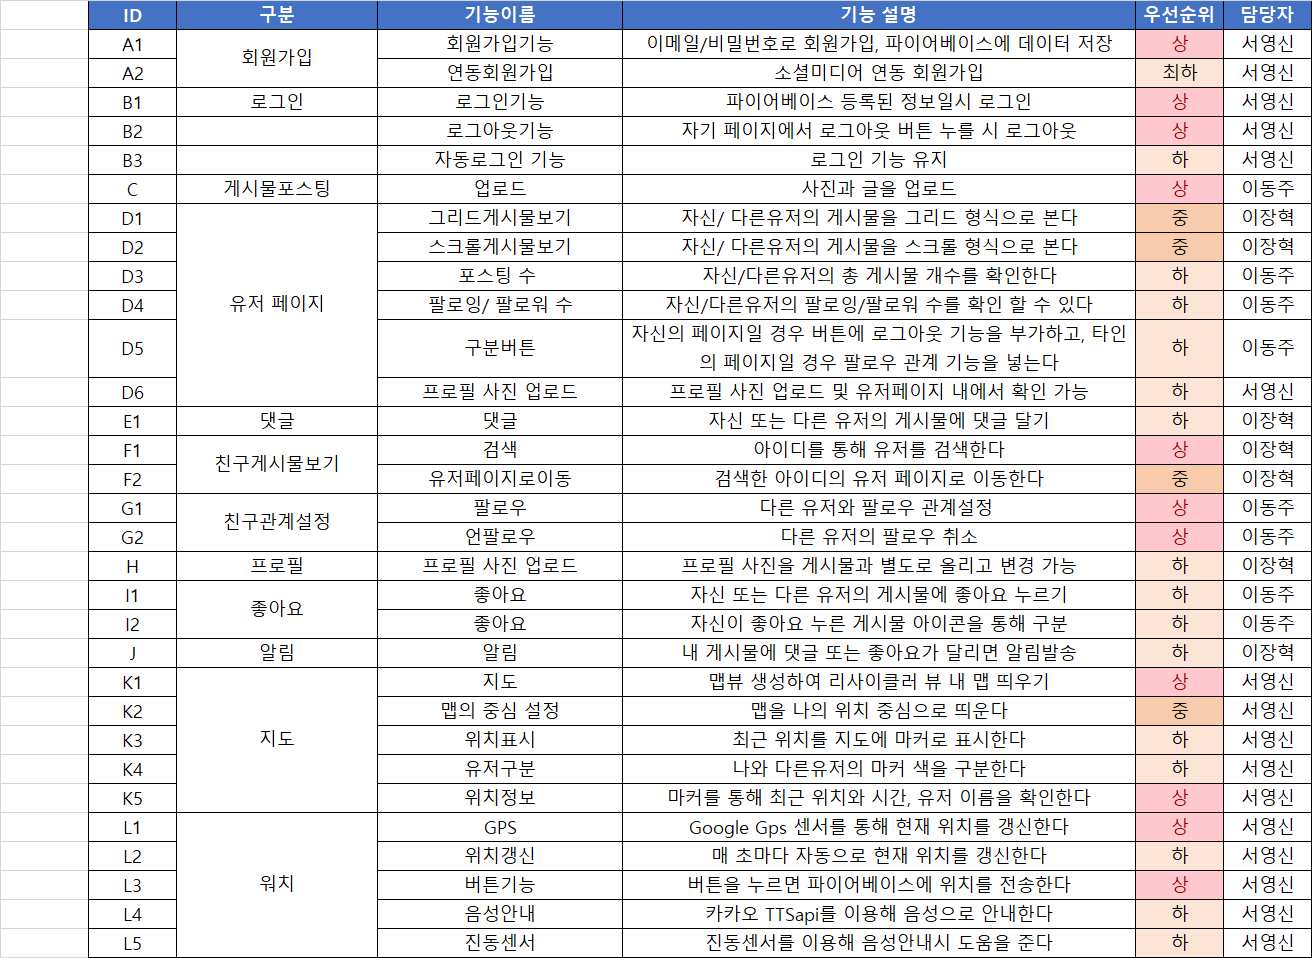 ID 구분 기능이름 기능 설명 우선순위 담당자
A1 회원가입 회원가입기능 이메일/비밀번호로 회원가입, 파이어베이스에 데이터 저장 상 서영신
A2 연동회원가입 소셜미디어 연동 회원가입 최하 서영신
B1 로그인 로그인기능 파이어베이스 등록된 정보일시 로그인 상 서영신
B2 로그아웃기능 자기 페이지에서 로그아웃 버튼 누를 시 로그아웃 상 서영신
B3 자동로그인 기능 로그인 기능 유지 하 서영신
C 게시물포스팅 업로드 사진과 글을 업로드 상 이동주
D1 유저 페이지 그리드게시물보기 자신/ 다른유저의 게시물을 그리드 형식으로 본다 중 이장혁
D2 스크롤게시물보기 자신/ 다른유저의 게시물을 스크롤 형식으로 본다 중 이장혁
D3 포스팅 수 자신/다른유저의 총 게시물 개수를 확인한다 하 이동주
D4 팔로잉/ 팔로워 수 자신/다른유저의 팔로잉/팔로워 수를 확인 할 수 있다 하 이동주
D5 구분버튼 자신의 페이지일 경우 버튼에 로그아웃 기능을 부가하고, 타인
의 페이지일 경우 팔로우 관계 기능을 넣는다 하 이동주
D6 프로필 사진 업로드 프로필 사진 업로드 및 유저페이지 내에서 확인 가능 하 서영신
E1 댓글 댓글 자신 또는 다른 유저의 게시물에 댓글 달기 하 이장혁
F1 친구게시물보기 검색 아이디를 통해 유저를 검색한다 상 이장혁
F2 유저페이지로이동 검색한 아이디의 유저 페이지로 이동한다 중 이장혁
G1 친구관계설정 팔로우 다른 유저와 팔로우 관계설정 상 이동주
G2 언팔로우 다른 유저의 팔로우 취소 상 이동주
H 프로필 프로필 사진 업로드 프로필 사진을 게시물과 별도로 올리고 변경 가능 하 이장혁
I1 좋아요 좋아요 자신 또는 다른 유저의 게시물에 좋아요 누르기 하 이동주
I2 좋아요 자신이 좋아요 누른 게시물 아이콘을 통해 구분 하 이동주
J 알림 알림 내 게시물에 댓글 또는 좋아요가 달리면 알림발송 하 이장혁
K1 지도 지도 맵뷰 생성하여 리사이클러 뷰 내 맵 띄우기 상 서영신
K2 맵의 중심 설정 맵을 나의 위치 중심으로 띄운다 중 서영신
K3 위치표시 최근 위치를 지도에 마커로 표시한다 하 서영신
K4 유저구분 나와 다른유저의 마커 색을 구분한다 하 서영신
K5 위치정보 마커를 통해 최근 위치와 시간, 유저 이름을 확인한다 상 서영신
L1 워치 GPS Google Gps 센서를 통해 현재 위치를 갱신한다 상 서영신
L2 위치갱신 매 초마다 자동으로 현재 위치를 갱신한다 하 서영신
L3 버튼기능 버튼을 누르면 파이어베이스에 위치를 전송한다 상 서영신
L4 음성안내 카카오 TTSapi를 이용해 음성으로 안내한다 하 서영신
L5 진동센서 진동센서를 이용해 음성안내시 도움을 준다 하 서영신